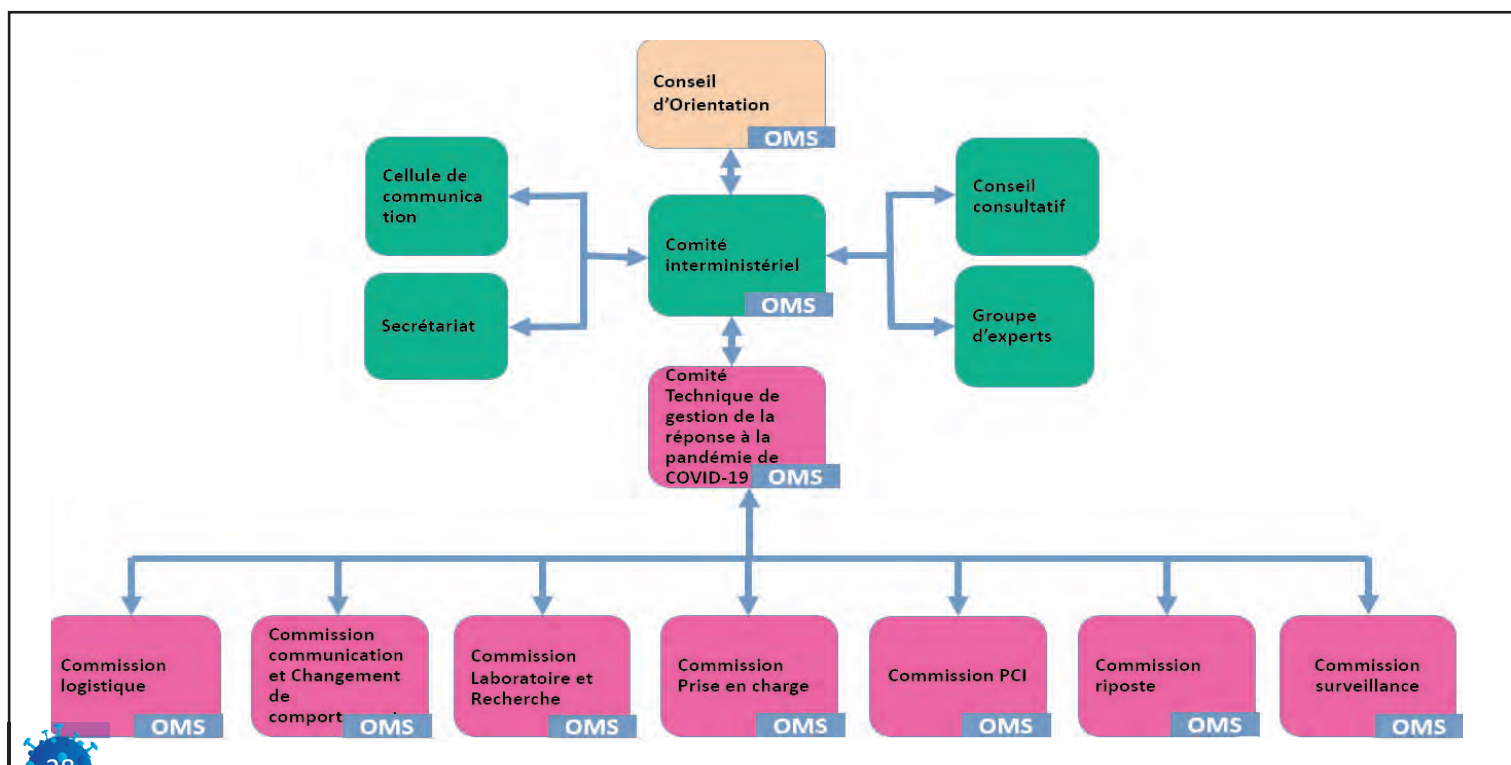 Conseil
d'Orientation
OMS
Cellule de
communica
tion
Conseil
consultatif
Comité
interministériel
OMS
Secrétariat
Groupe
d'experts
Comité
Technique de
gestion de la
réponse à la
pandémie de
COVID-19
OMS
Commission
logistique
OMS
Commission
communication
et Changement
de
OMS
Commission
Laboratoire et
Recherche
OMS
Commission
Prise en charge
OMS
Commission PCI
OMS
Commission
riposte
OMS
Commission
surveillance
OMS